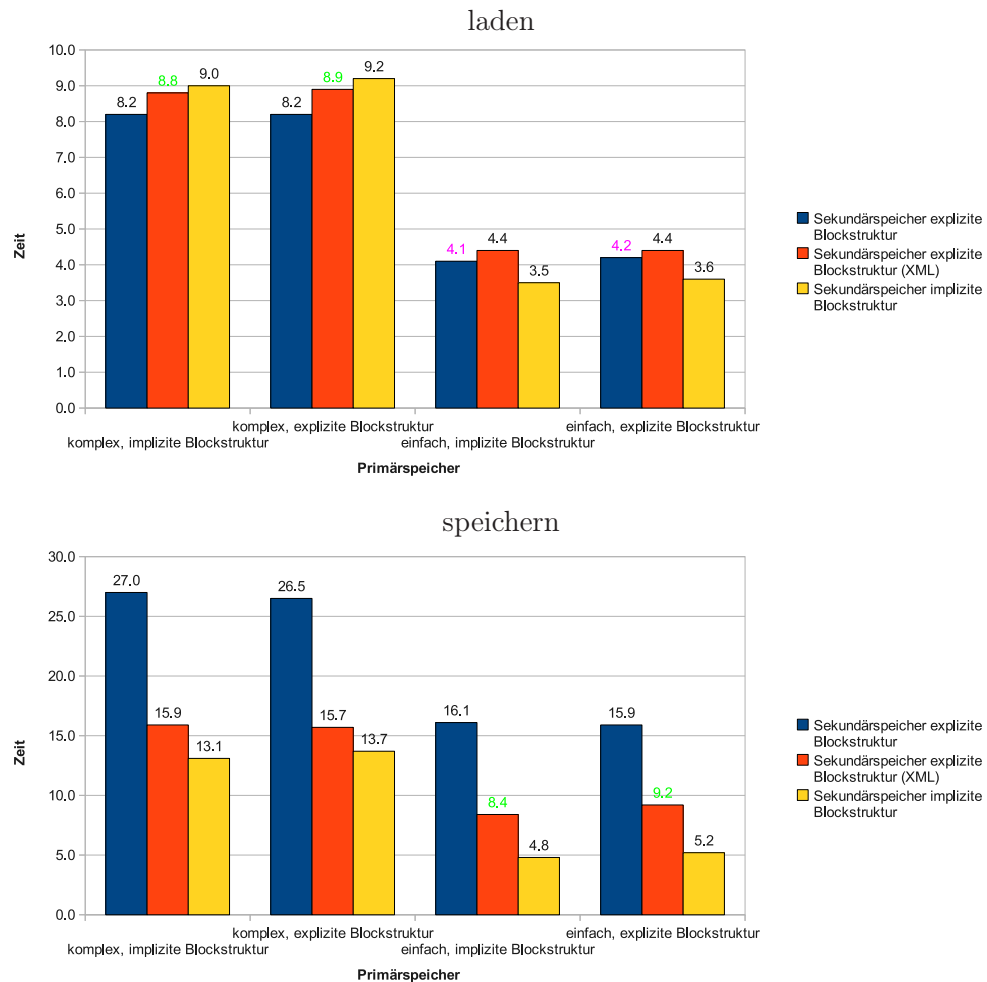 laden
10.0
9.0
8.0
7.0
6.0
5.0
4.0
3.0
2.0
1.0
0.0
Zeit
8.2
8.8
9.0
8.2
8.9
9.2
4.1
4.4
3.5
4.2
4.4
3.6
komplex, implizite Blockstruktur
komplex, explizite Blockstruktur
einfach, implizite Blockstruktur
einfach, explizite Blockstruktur
Primärspeicher
Sekundärspeicher explizite
Blockstruktur
Sekundärspeicher explizite
Blockstruktur (XML)
Sekundärspeicher implizite
Blockstruktur
speichern
30.0
25.0
20.0
15.0
10.0
5.0
0.0
Zeit
27.0
15.9
13.1
26.5
15.7
13.7
16.1
8.4
4.8
15.9
9.2
5.2
komplex, implizite Blockstruktur
komplex, explizite Blockstruktur
einfach, implizite Blockstruktur
einfach, explizite Blockstruktur
Primärspeicher
Sekundärspeicher explizite
Blockstruktur
Sekundärspeicher explizite
Blockstruktur (XML)
Sekundärspeicher implizite
Blockstruktur